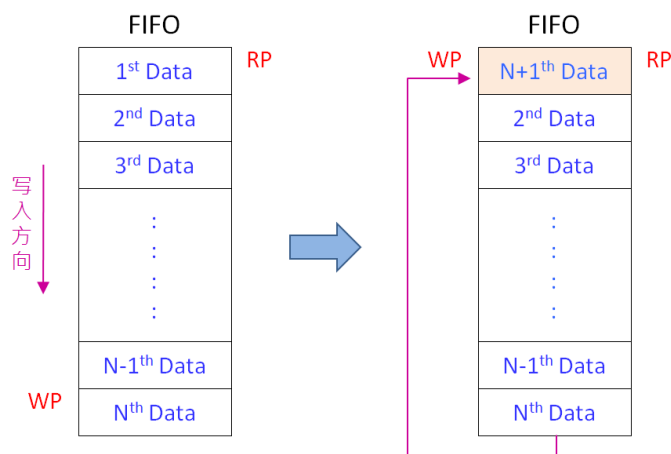 FIFO
1st Data
RP
2nd Data
3rd Data
写入方向
N-1th Data
WP
Nth Data
FIFO
WP
N+1th Data
RP
2nd Data
3rd Data
N-1th Data
Nth Data